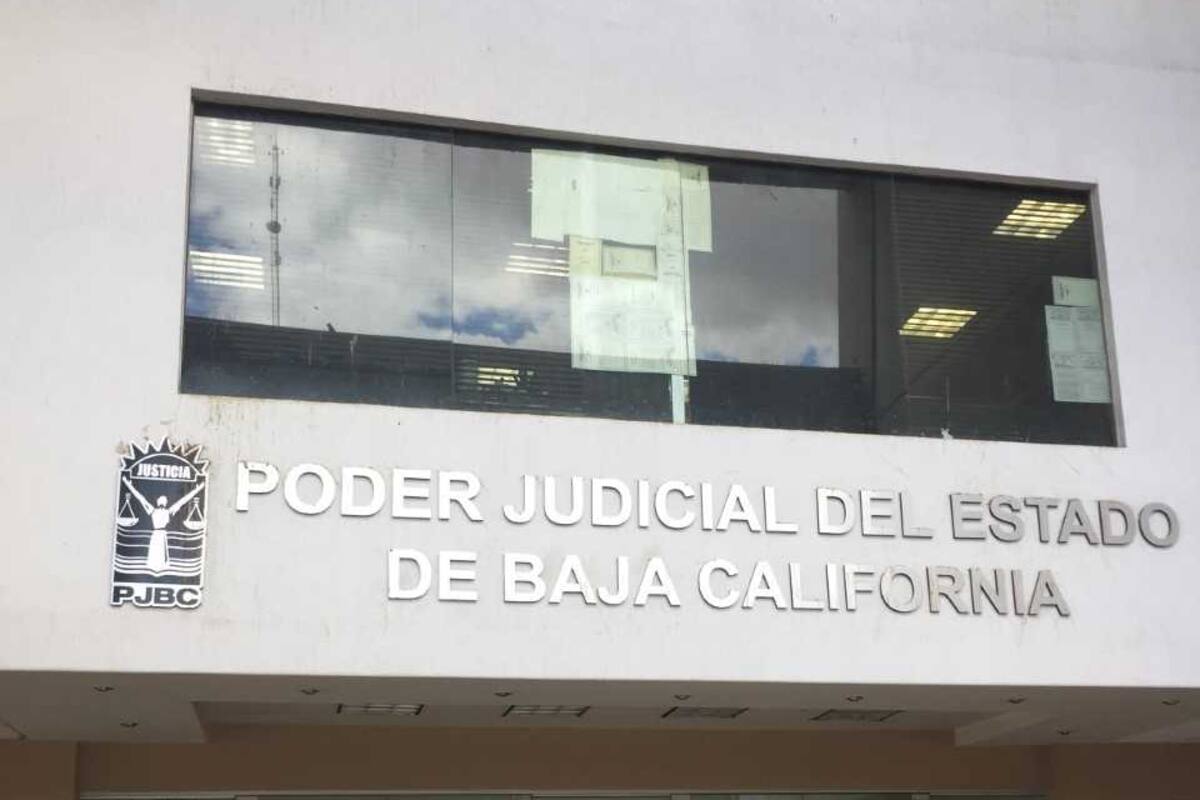 JUSTICIA
PJBC
PODER JUDICIAL DEL ESTADO
DE BAJA CALIFORNIA